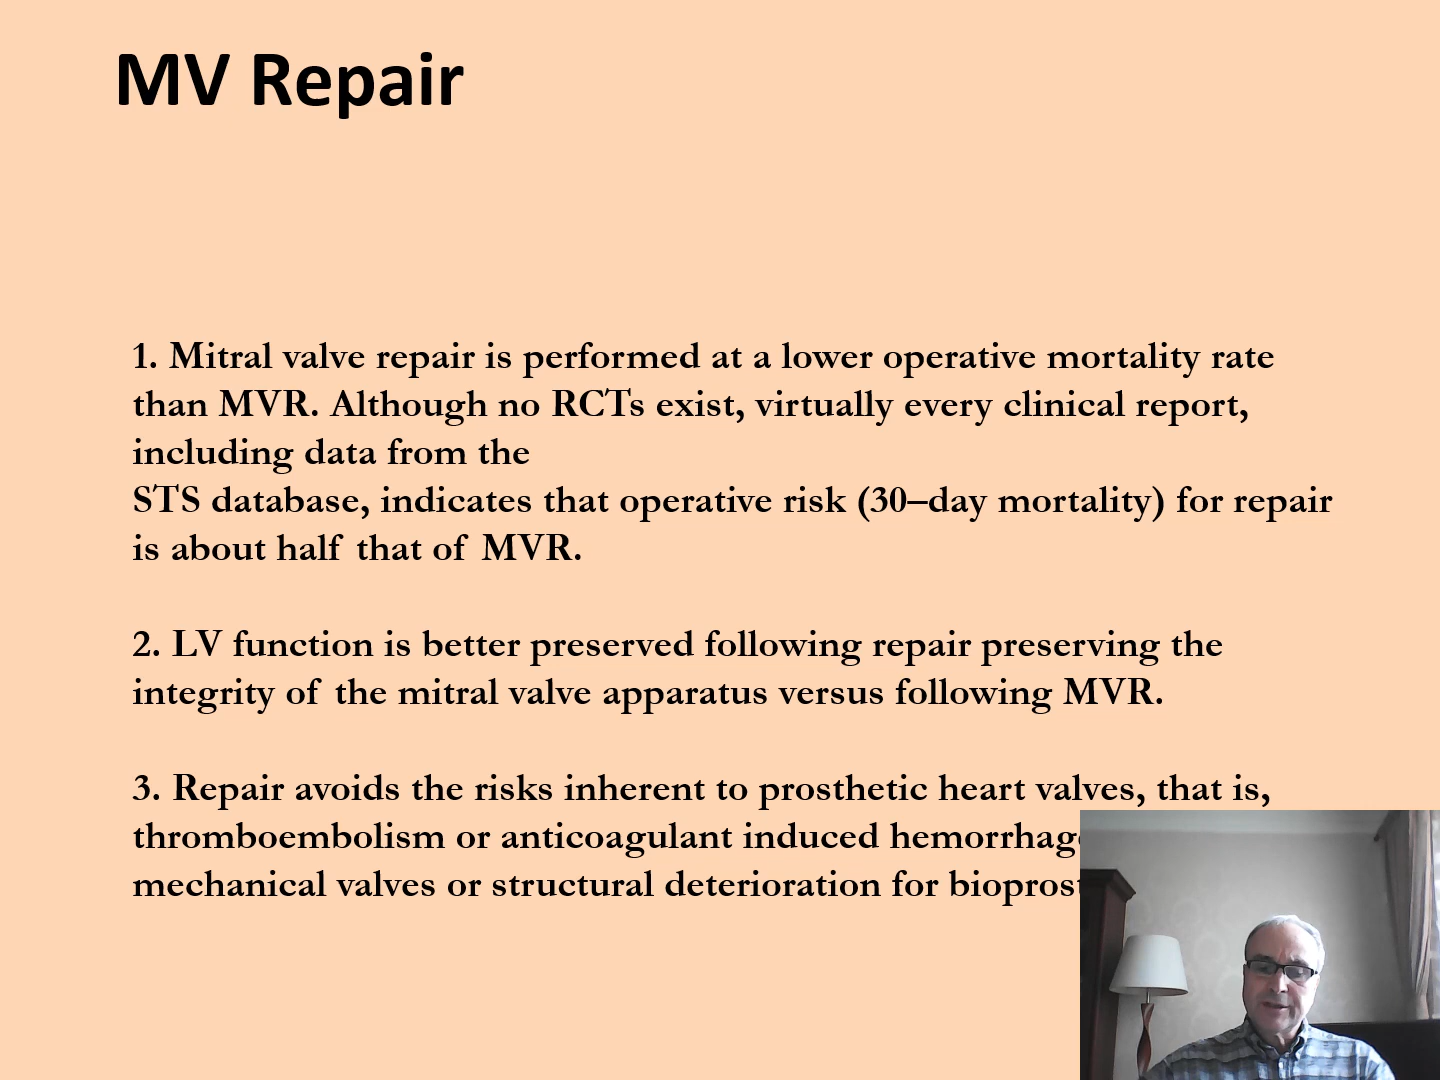 MV Repair
1. Mitral valve repair is performed at a lower operative mortality rate
than MVR. Although no RCTs exist, virtually every clinical report,
including data from the
STS database, indicates that operative risk (30–day mortality) for repair
is about half that of MVR.
2. LV function is better preserved following repair preserving the
integrity of the mitral valve apparatus versus following MVR.
3. Repair avoids the risks inherent to prosthetic heart valves, that is,
thromboembolism or anticoagulant induced
mechanical valves or structural deterioration for